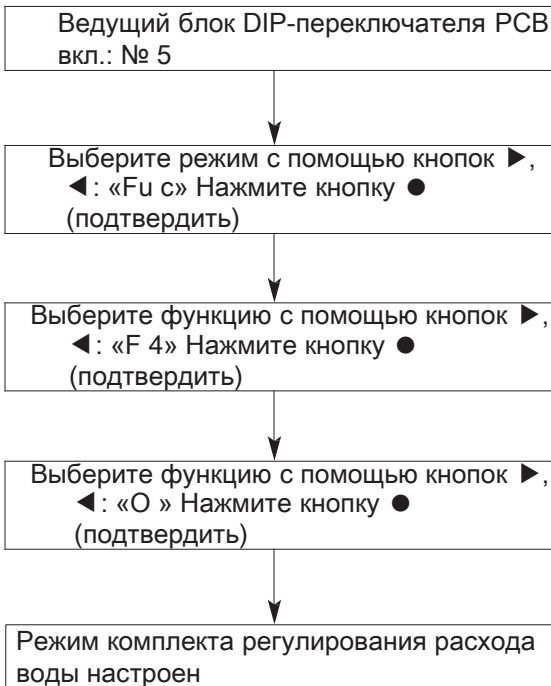 Ведущий блок DIP-переключателя PCB
вкл.: № 5
Выберите режим с помощью кнопок ▶,
◀: «Fu c» Нажмите кнопку ●
(подтвердить)
Выберите функцию с помощью кнопок ▶,
◀: «F 4» Нажмите кнопку ●
(подтвердить)
Выберите функцию с помощью кнопок ▶,
◀: «O » Нажмите кнопку ●
(подтвердить)
Режим комплекта регулирования расхода
воды настроен